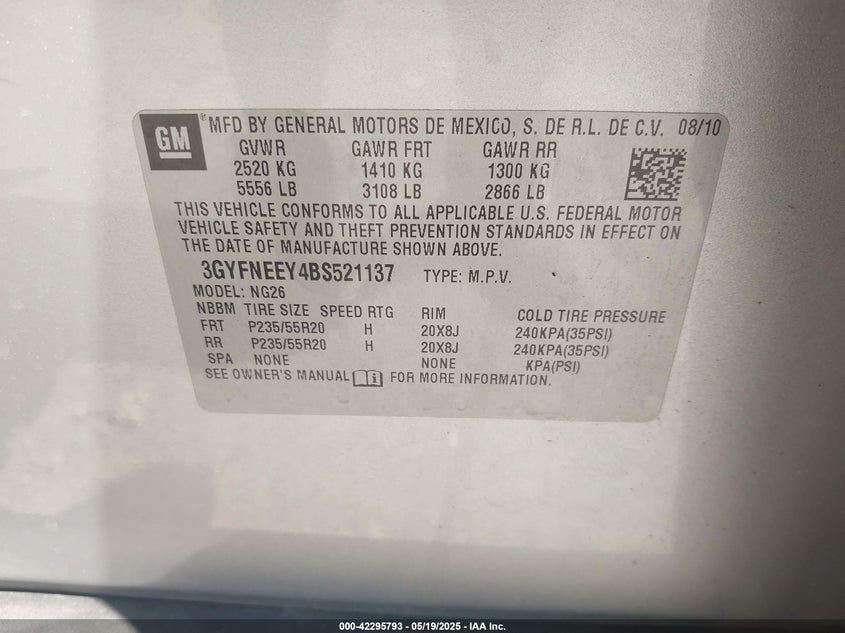 GM ® MFD BY GENERAL MOTORS DE MEXICO, S. DE R.L. DE C.V. 08/10
GVWR GAWR FRT GAWR RR
2520 KG 1410 KG 1300 KG
5556 LB 3108 LB 2866 LB
THIS VEHICLE CONFORMS TO ALL APPLICABLE U.S. FEDERAL MOTOR
VEHICLE SAFETY AND THEFT PREVENTION STANDARDS IN EFFECT ON
THE DATE OF MANUFACTURE SHOWN ABOVE.
3GYFNEEY4BS521137 TYPE: M.P.V.
MODEL: NG26
NBBM TIRE SIZE SPEED RTG RIM COLD TIRE PRESSURE
FRT P235/55R20 H 20X8J 240KPA(35PSI)
RR P235/55R20 H 20X8J 240KPA(35PSI)
SPA NONE NONE KPA(PSI)
SEE OWNER'S MANUAL FOR MORE INFORMATION.
000-42295793 - 05/19/2025 - IAA Inc.